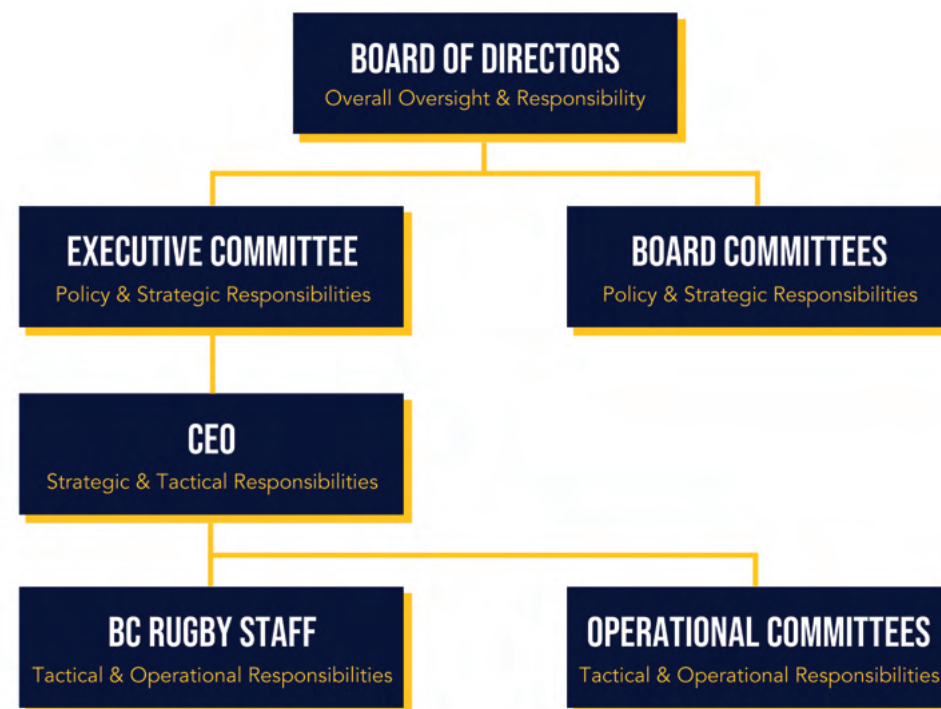 BOARD OF DIRECTORS
Overall Oversight & Responsibility
EXECUTIVE COMMITTEE
Policy & Strategic Responsibilities
BOARD COMMITTEES
Policy & Strategic Responsibilities
CEO
Strategic & Tactical Responsibilities
BC RUGBY STAFF
Tactical & Operational Responsibilities
OPERATIONAL COMMITTEES
Tactical & Operational Responsibilities